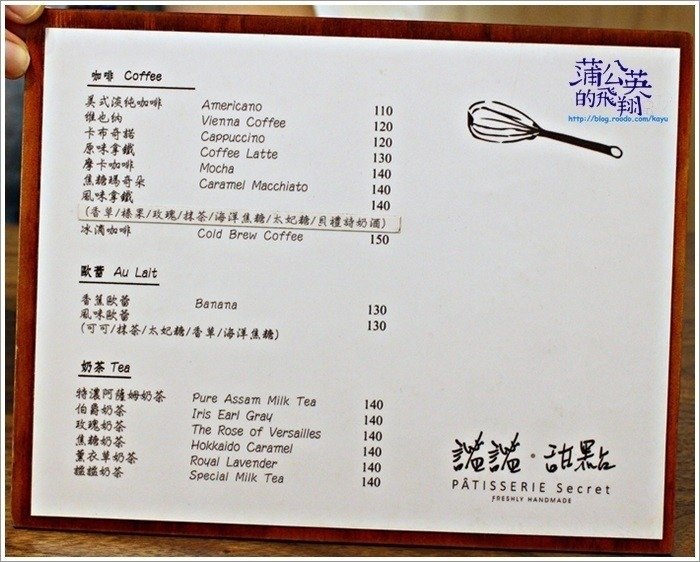 蒲公英
的飛翔
http://blog.roodo.com/kayu
咖啡 Coffee
美式淡純咖啡 Americano 110
維也納 Vienna Coffee 120
卡布奇諾 Cappuccino 120
原味拿鐵 Coffee Latte 130
摩卡咖啡 Mocha 140
焦糖瑪奇朵 Caramel Macchiato 140
風味拿鐵 140
(香草/榛果/玫瑰/抹茶/海洋焦糖/太妃糖/貝禮詩奶酒)
冰滴咖啡 Cold Brew Coffee 150
歐蕾 Au Lait
香蕉歐蕾 Banana 130
風味歐蕾 130
(可可/抹茶/太妃糖/香草/海洋焦糖)
奶茶 Tea
特濃阿薩姆奶茶 Pure Assam Milk Tea 140
伯爵奶茶 Iris Earl Gray 140
玫瑰奶茶 The Rose of Versailles 140
焦糖奶茶 Hokkaido Caramel 140
薰衣草奶茶 Royal Lavender 140
謐謐奶茶 Special Milk Tea 140
謐謐·甜點
PÂTISSERIE Secret
FRESHLY HANDMADE